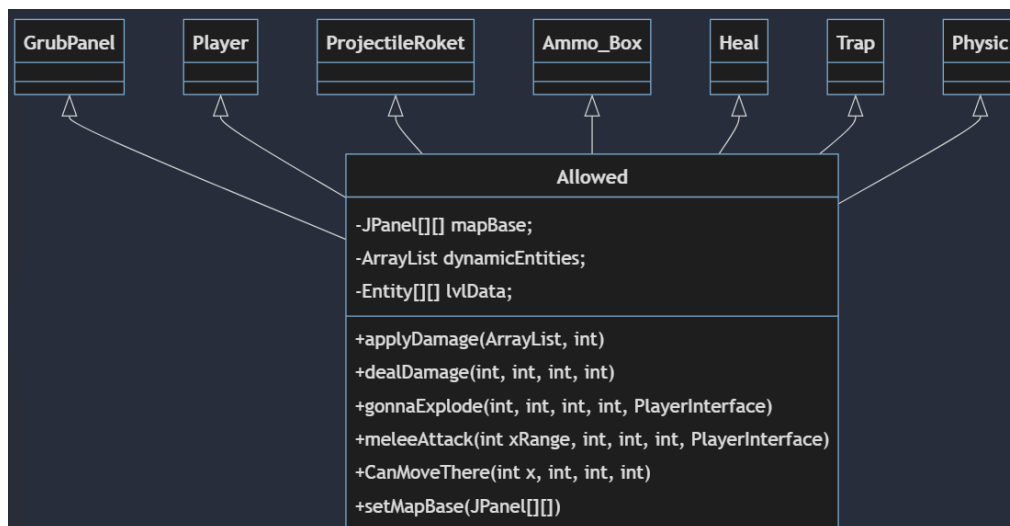 GrubPanel
Player
ProjectileRoket
Ammo_Box
Heal
Trap
Physic
Allowed
-JPanel[][] mapBase;
-ArrayList dynamicEntities;
-Entity[][] lvlData;
+applyDamage(ArrayList, int)
+dealDamage(int, int, int, int)
+gonnaExplode(int, int, int, int, PlayerInterface)
+meleeAttack(int xRange, int, int, int, PlayerInterface)
+CanMoveThere(int x, int, int, int)
+setMapBase(JPanel[][])